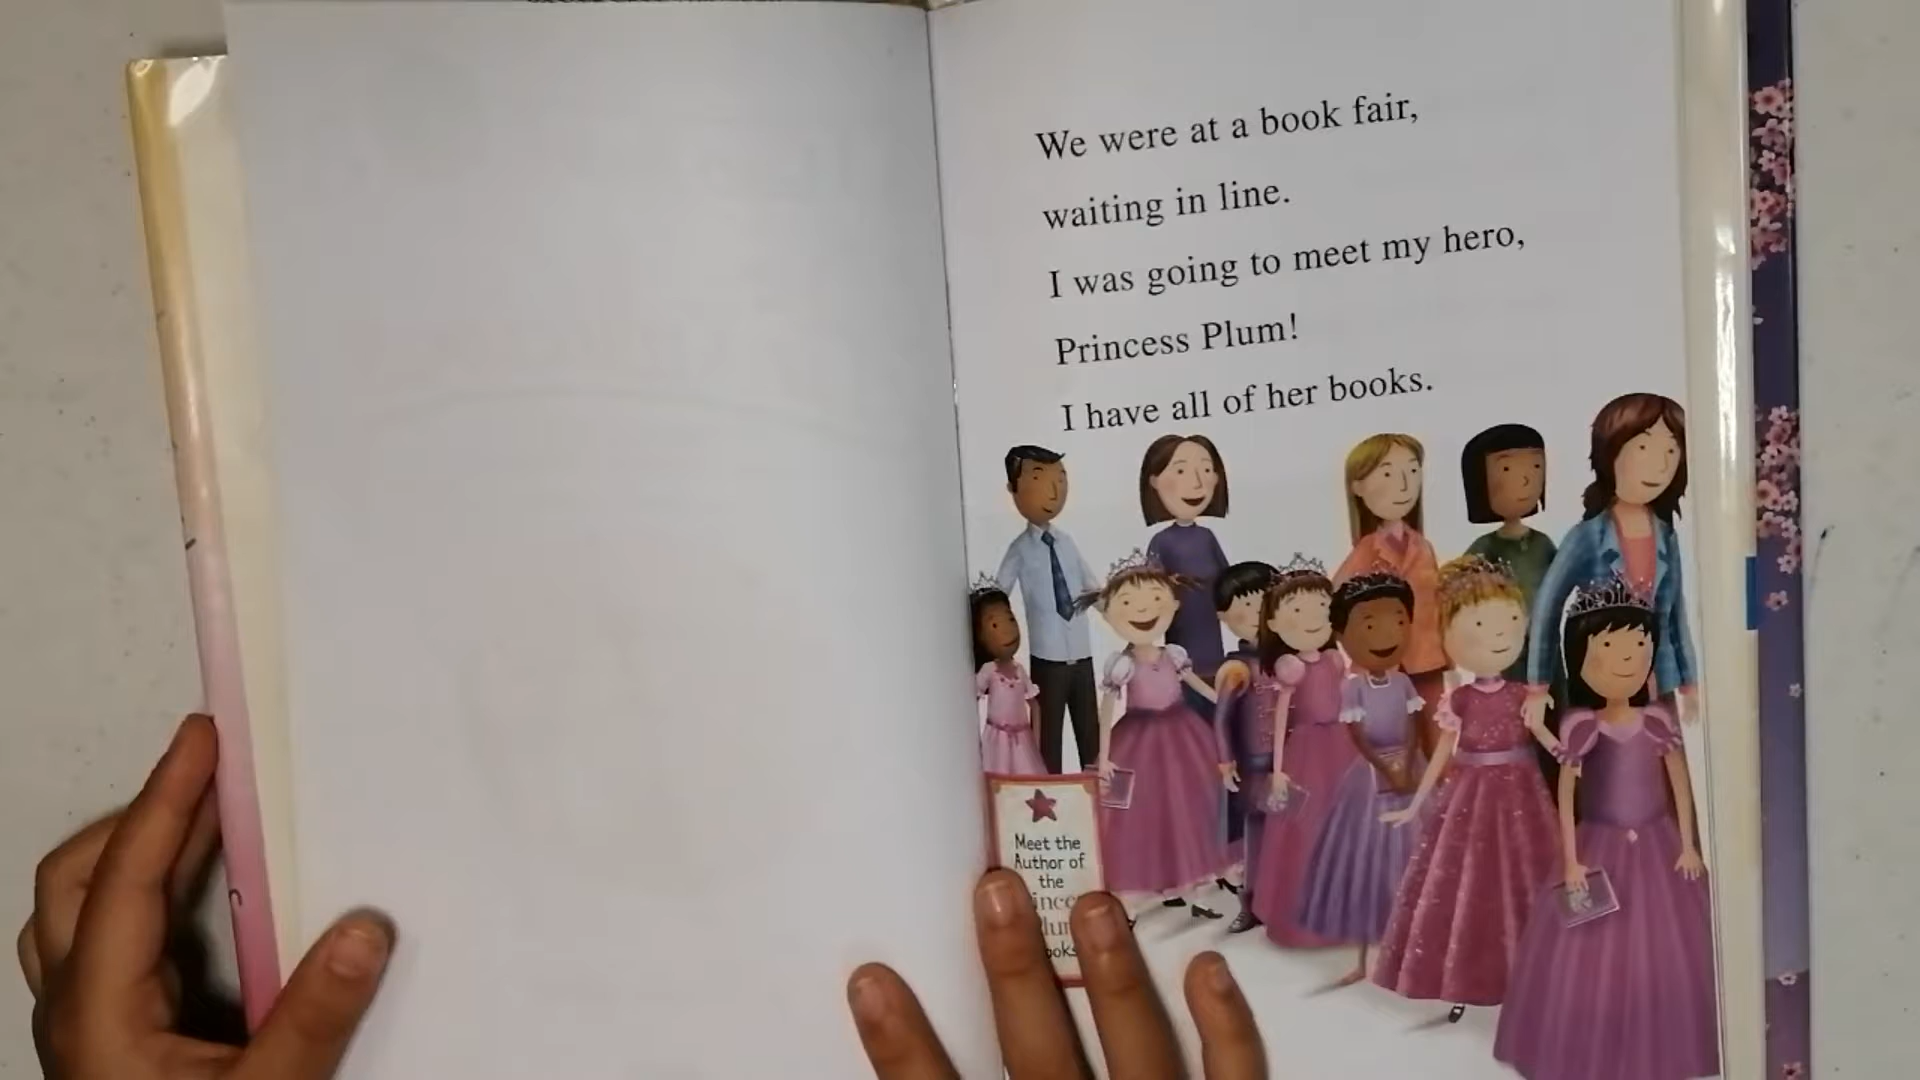 We were at a book fair,
waiting in line.
I was going to meet my hero,
Princess Plum!
I have all of her books.
Meet the
Author of
the